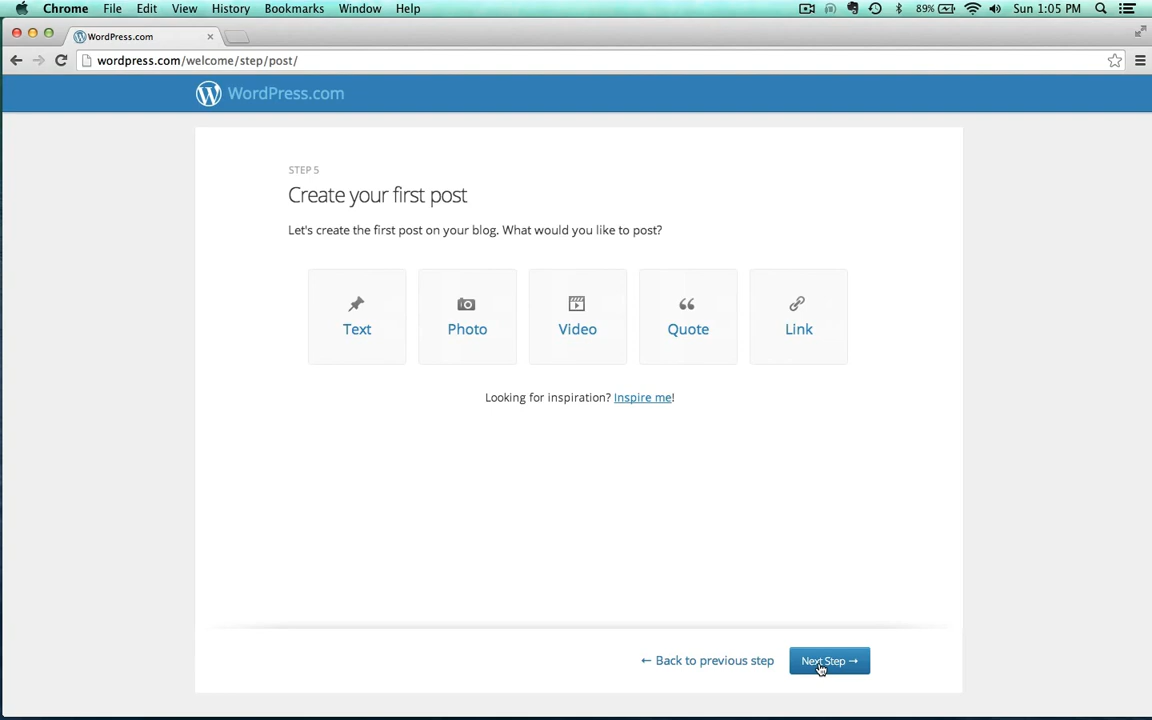 Chrome File Edit View History Bookmarks Window Help 89% Sun 1:05 PM
WordPress.com
wordpress.com/welcome/step/post/
WordPress.com
STEP 5
Create your first post
Let's create the first post on your blog. What would you like to post?
Text Photo Video Quote Link
Looking for inspiration? Inspire me!
← Back to previous step Next Step →